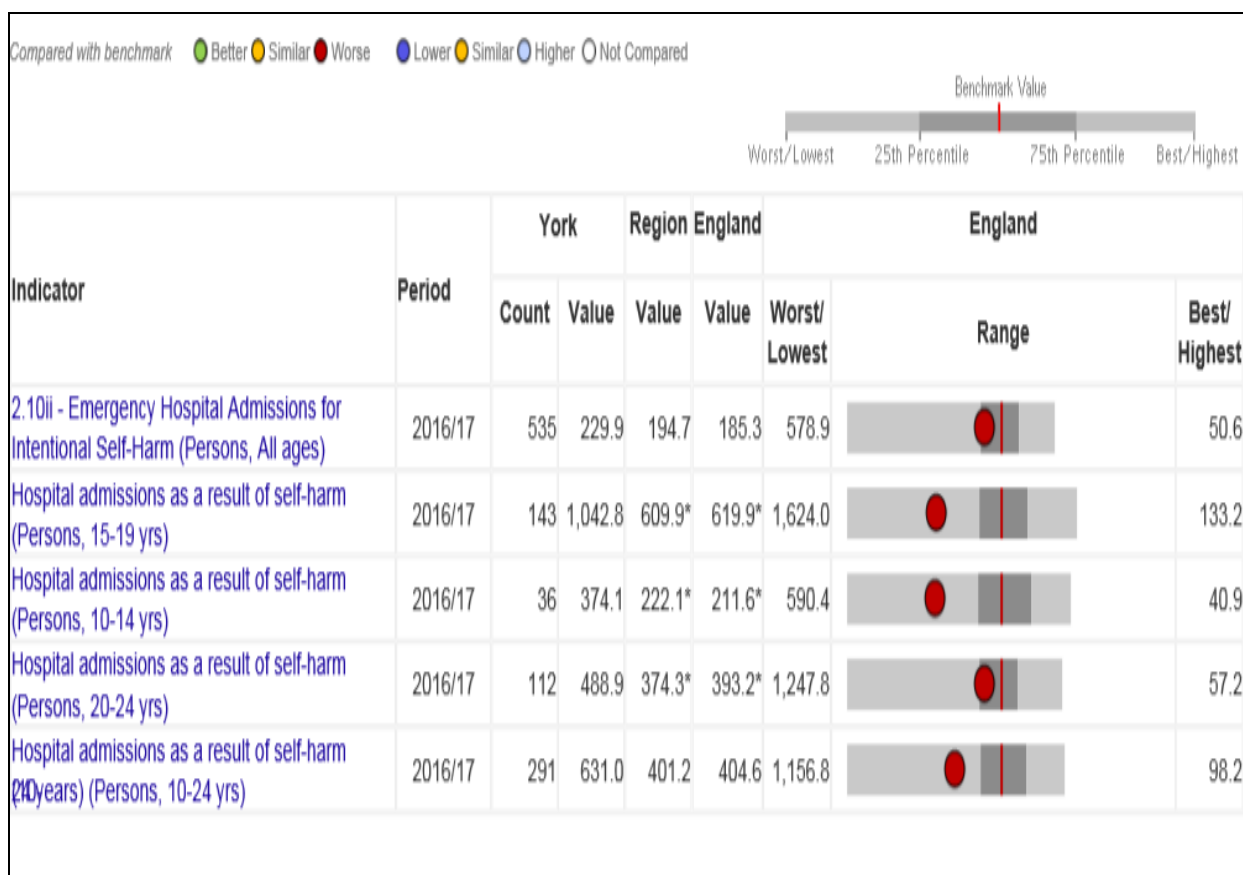 Compared with benchmark Better Similar Worse Lower Similar Higher Not Compared
Benchmark Value
Worst/Lowest 25th Percentile 75th Percentile Best/Highest
Indicator Period York Region England England
Count Value Value Value Worst/ Lowest Range Best/ Highest
2.10ii - Emergency Hospital Admissions for
Intentional Self-Harm (Persons, All ages)
2016/17 535 229.9 194.7 185.3 578.9 50.6
Hospital admissions as a result of self-harm
(Persons, 15-19 yrs)
2016/17 143 1,042.8 609.9* 619.9* 1,624.0 133.2
Hospital admissions as a result of self-harm
(Persons, 10-14 yrs)
2016/17 36 374.1 222.1* 211.6* 590.4 40.9
Hospital admissions as a result of self-harm
(Persons, 20-24 yrs)
2016/17 112 488.9 374.3* 393.2* 1,247.8 57.2
Hospital admissions as a result of self-harm
years) (Persons, 10-24 yrs)
2016/17 291 631.0 401.2 404.6 1,156.8 98.2